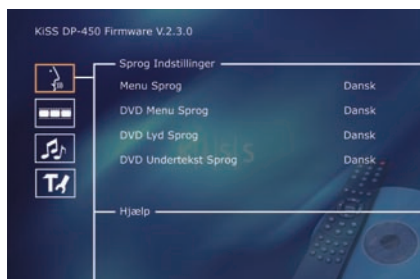 KiSS DP-450 Firmware V.2.3.0
Sprog Indstillinger
Menu Sprog Dansk
DVD Menu Sprog Dansk
DVD Lyd Sprog Dansk
DVD Undertekst Sprog Dansk
Hjælp